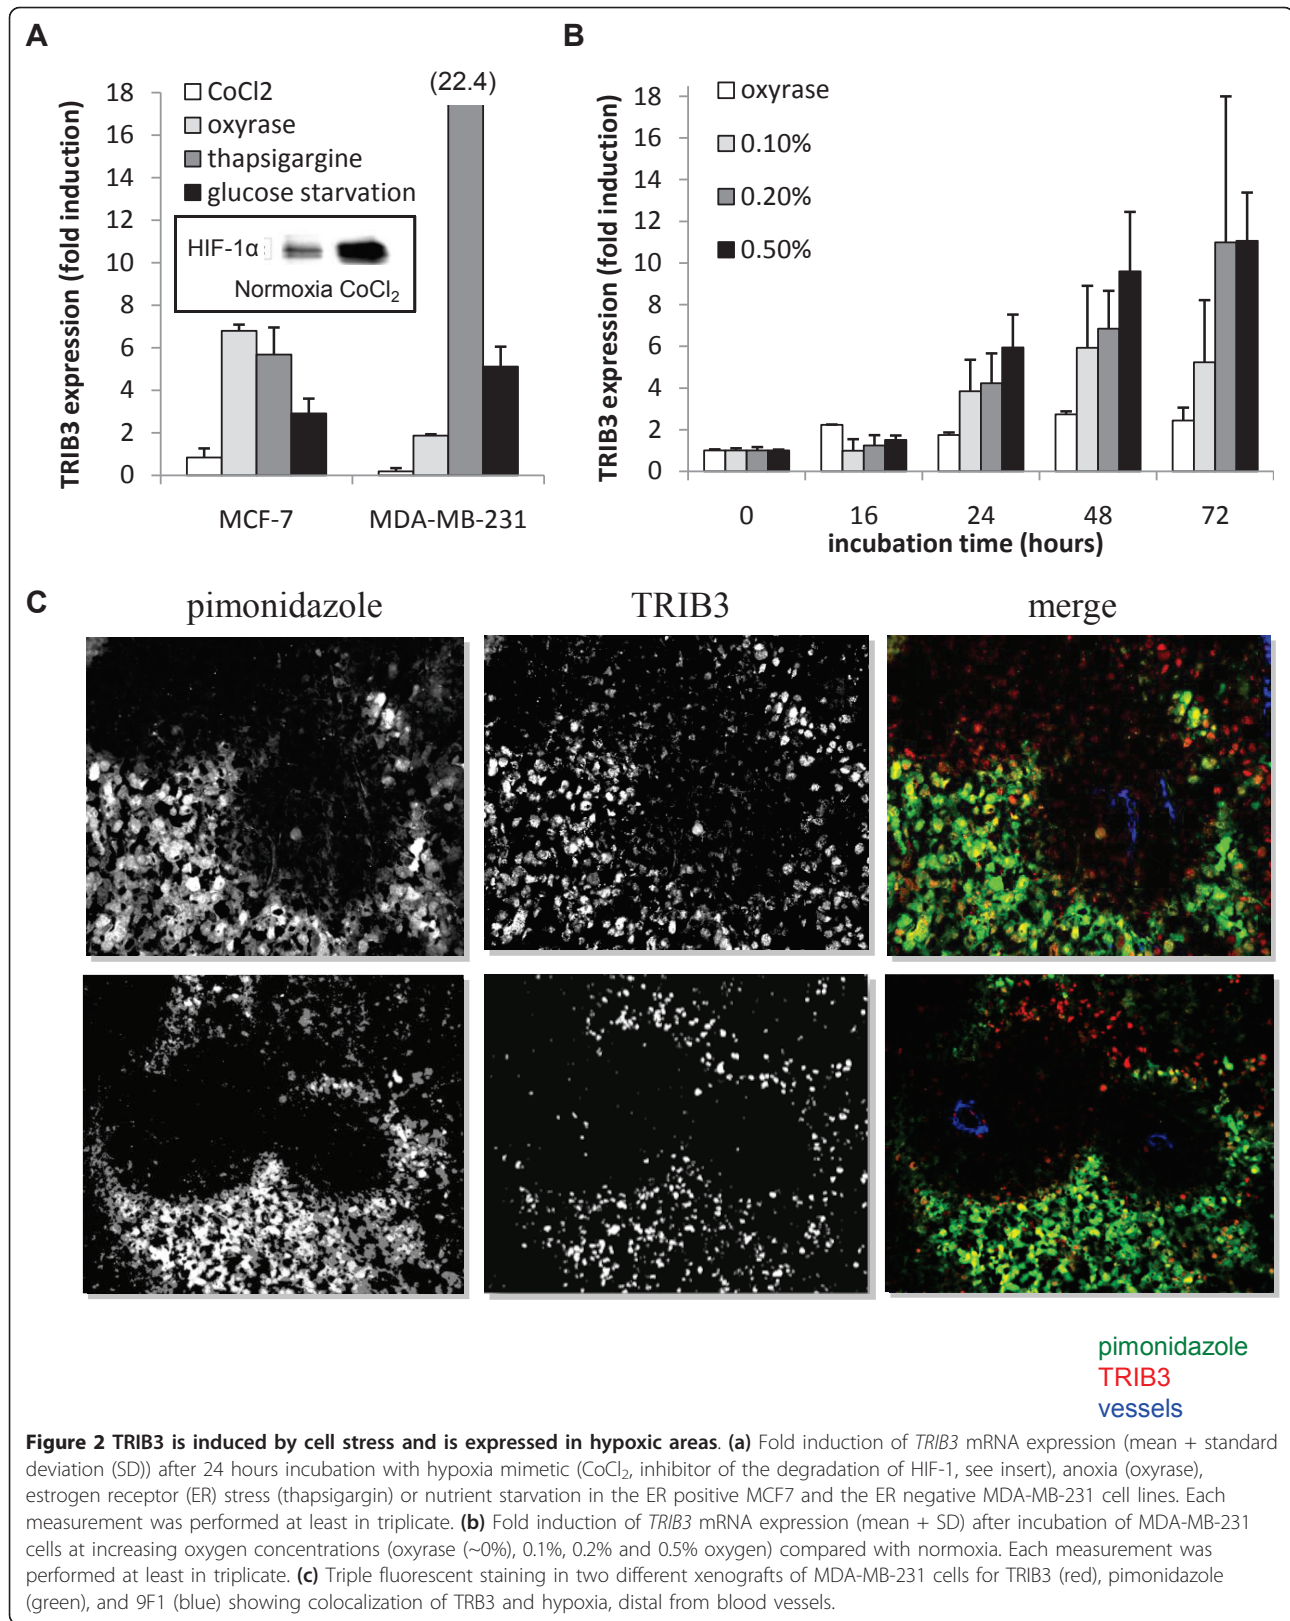 A
B
(22.4)
TRIB3 expression (fold induction)
18
16
14
12
10
8
6
4
2
0
CoCl2
oxyrase
thapsigargine
glucose starvation
HIF-1α
Normoxia CoCl₂
MCF-7 MDA-MB-231
TRIB3 expression (fold induction)
18
16
14
12
10
8
6
4
2
0
oxyrase
0.10%
0.20%
0.50%
0 16 24 48 72
incubation time (hours)
C
pimonidazole TRIB3 merge
pimonidazole
TRIB3
vessels
Figure 2 TRIB3 is induced by cell stress and is expressed in hypoxic areas. (a) Fold induction of TRIB3 mRNA expression (mean + standard
deviation (SD)) after 24 hours incubation with hypoxia mimetic (CoCl₂, inhibitor of the degradation of HIF-1, see insert), anoxia (oxyrase),
estrogen receptor (ER) stress (thapsigargin) or nutrient starvation in the ER positive MCF7 and the ER negative MDA-MB-231 cell lines. Each
measurement was performed at least in triplicate. (b) Fold induction of TRIB3 mRNA expression (mean + SD) after incubation of MDA-MB-231
cells at increasing oxygen concentrations (oxyrase (~0%), 0.1%, 0.2% and 0.5% oxygen) compared with normoxia. Each measurement was
performed at least in triplicate. (c) Triple fluorescent staining in two different xenografts of MDA-MB-231 cells for TRIB3 (red), pimonidazole
(green), and 9F1 (blue) showing colocalization of TRB3 and hypoxia, distal from blood vessels.